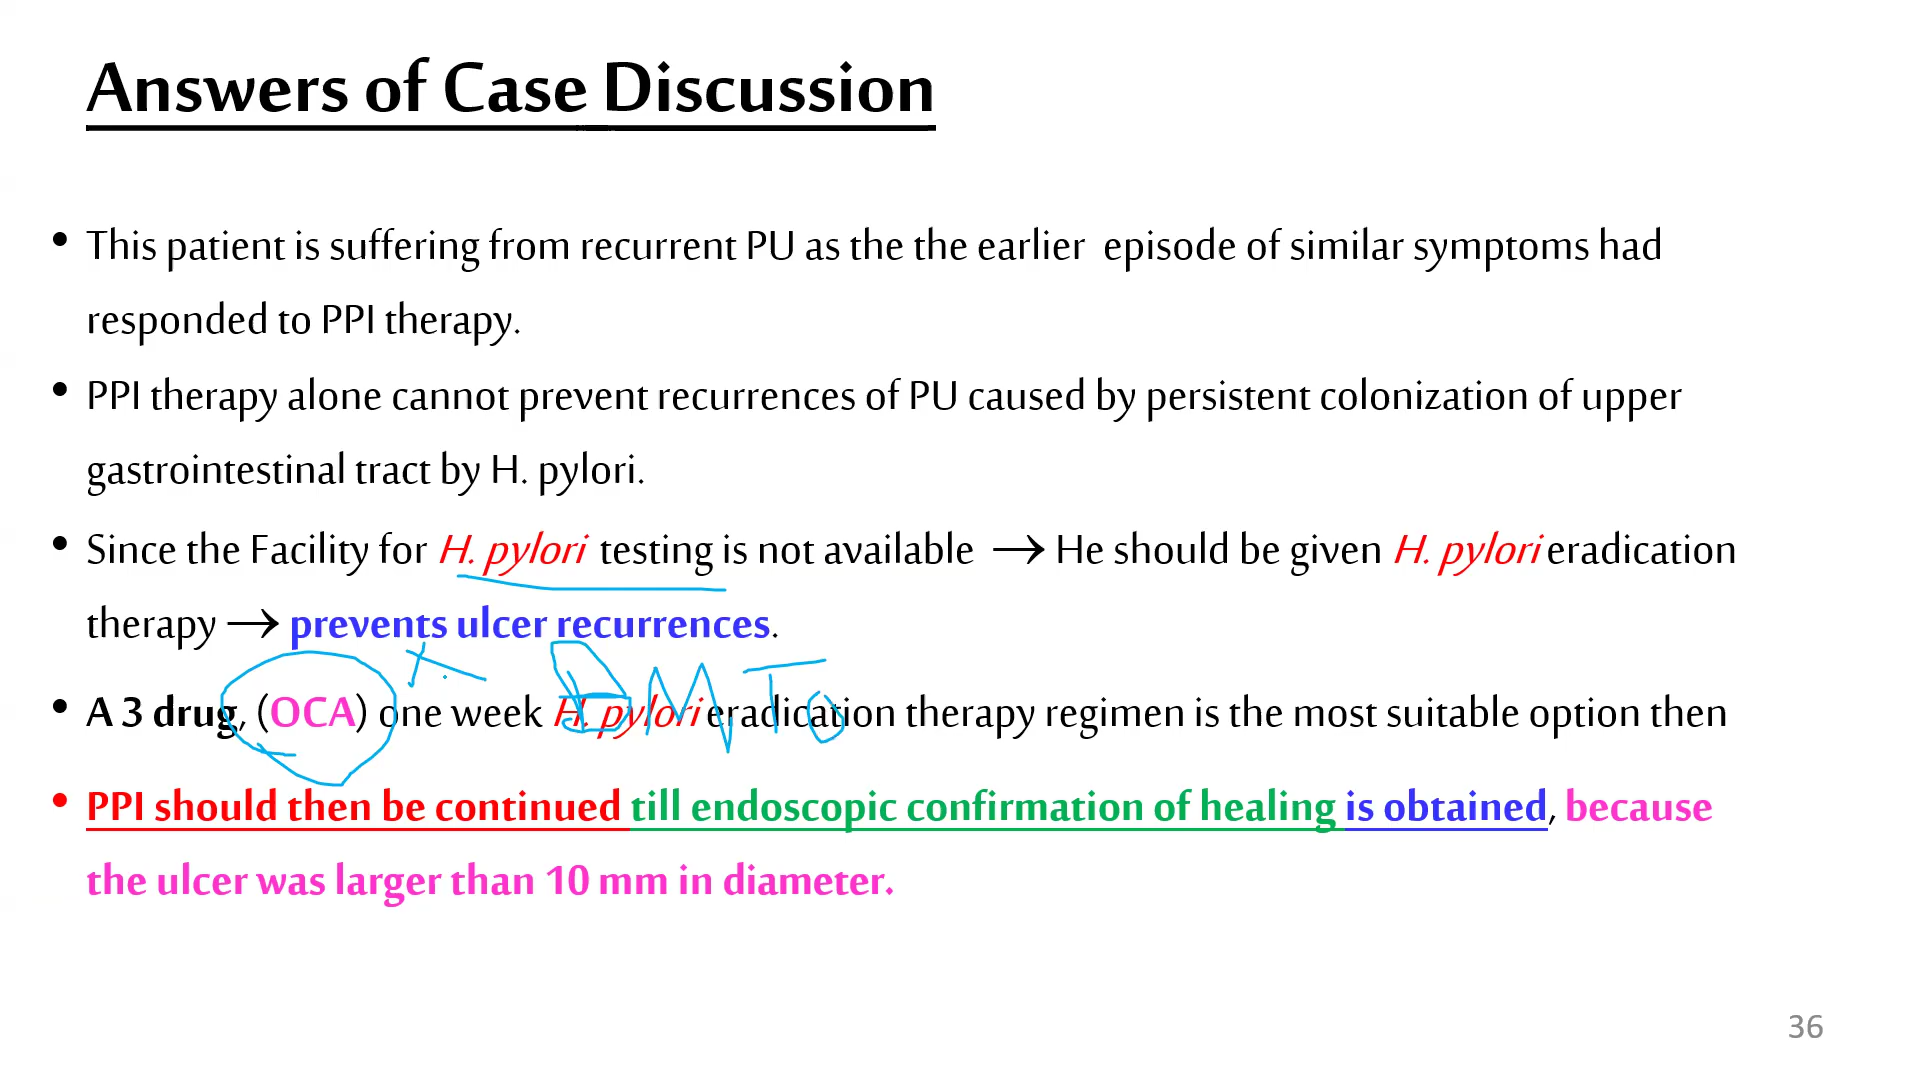 Answers of Case Discussion
• This patient is suffering from recurrent PU as the the earlier episode of similar symptoms had
responded to PPI therapy.
• PPI therapy alone cannot prevent recurrences of PU caused by persistent colonization of upper
gastrointestinal tract by H. pylori.
• Since the Facility for H. pylori testing is not available → He should be given H. pylori eradication
therapy → prevents ulcer recurrences.
• A 3 drug, (OCA) one week H. pylori eradication therapy regimen is the most suitable option then
• PPI should then be continued till endoscopic confirmation of healing is obtained, because
the ulcer was larger than 10 mm in diameter.
36